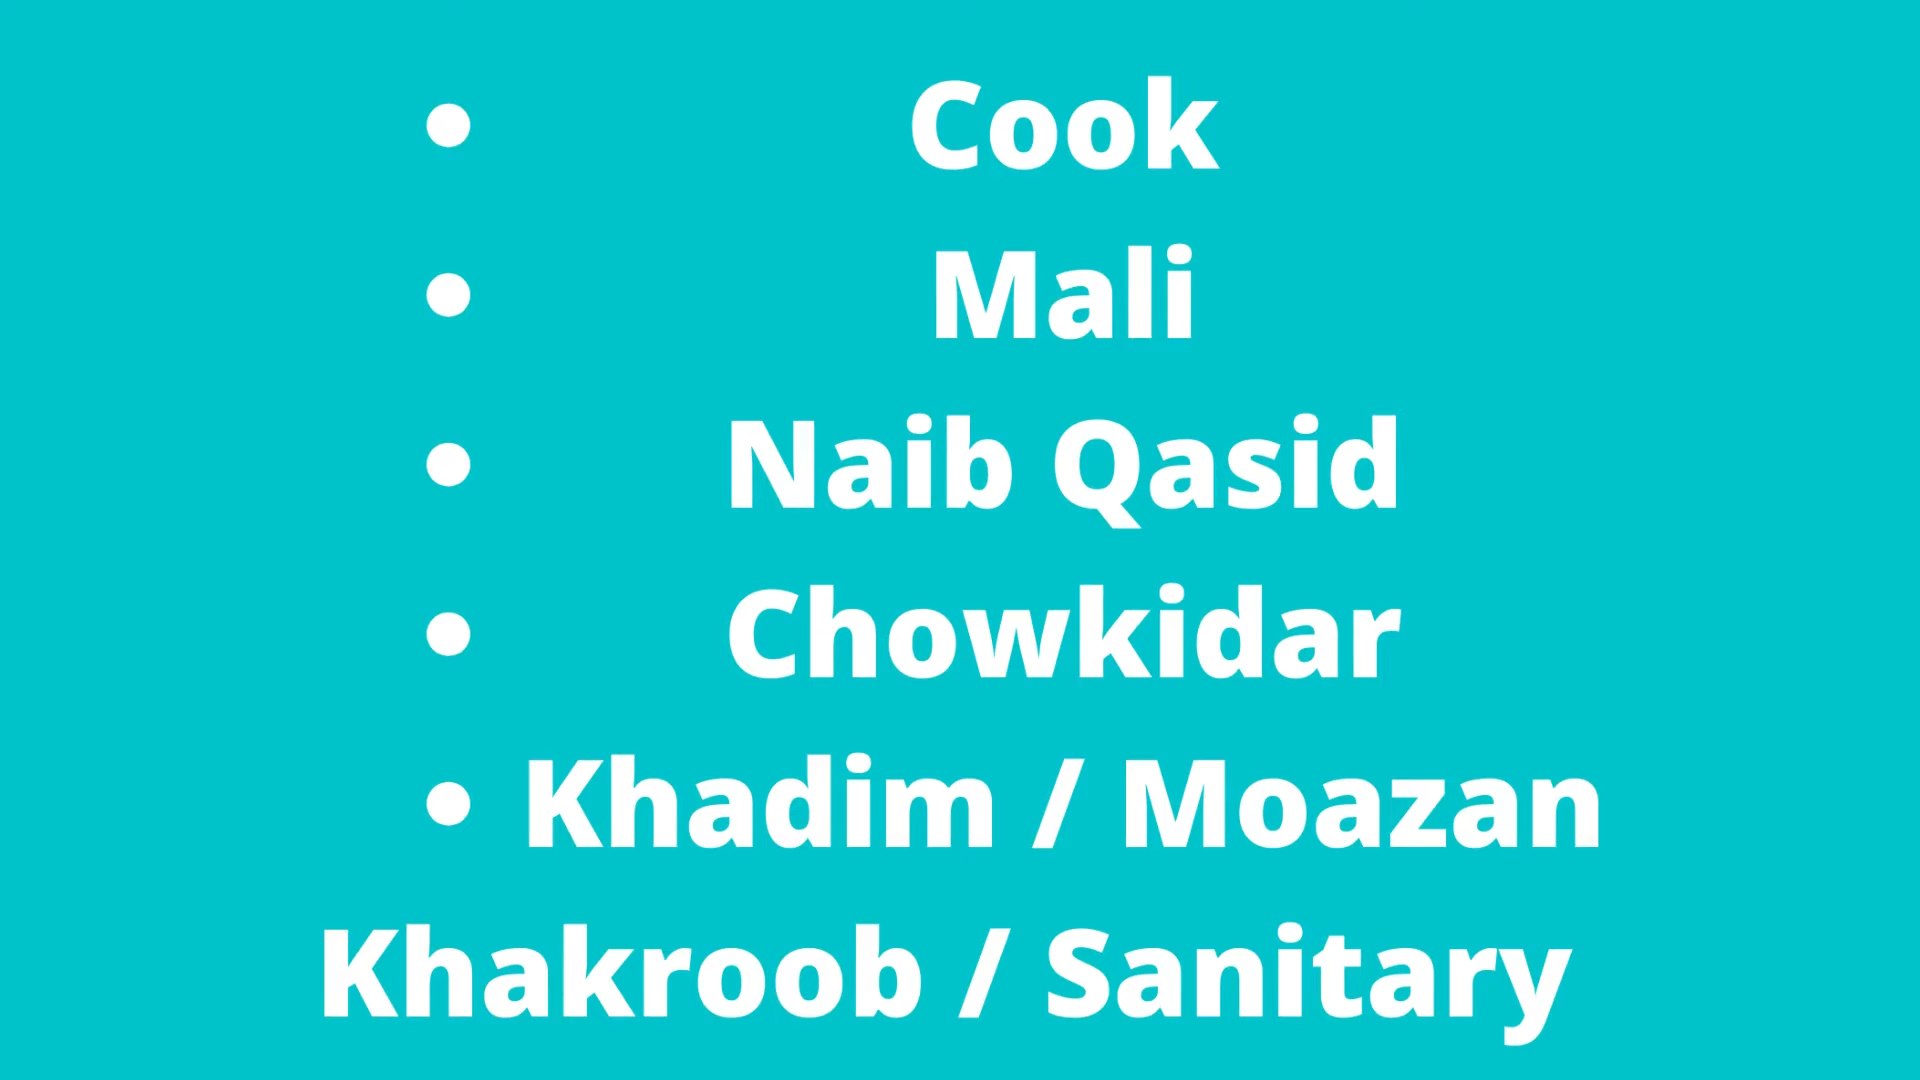 • Cook
• Mali
• Naib Qasid
• Chowkidar
• Khadim / Moazan
Khakroob / Sanitary